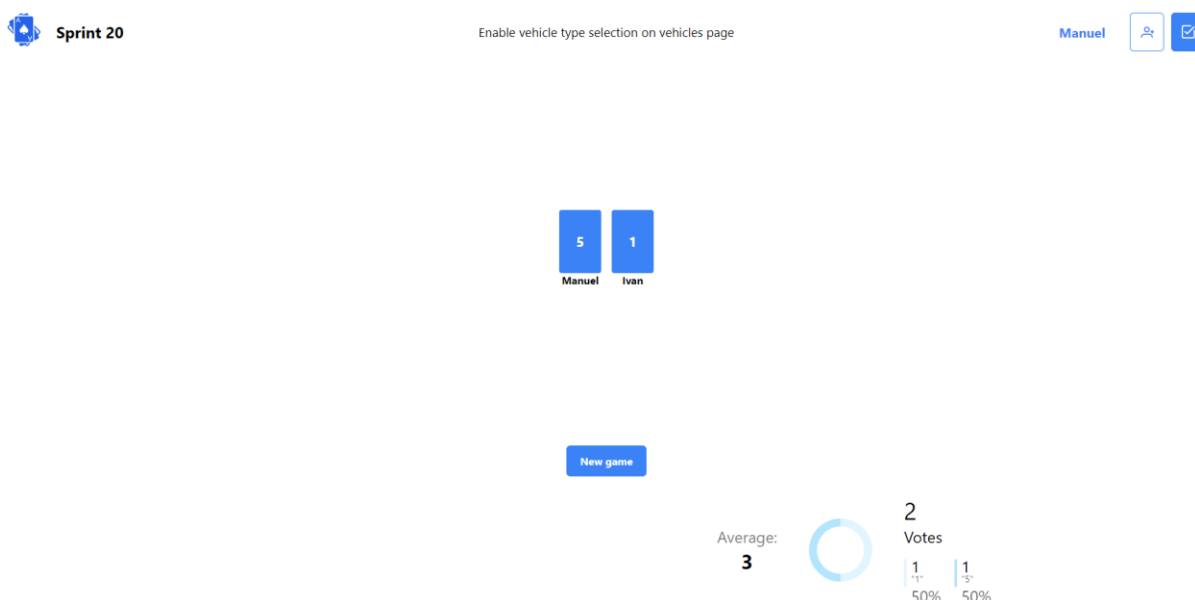 Sprint 20
Enable vehicle type selection on vehicles page
Manuel
5
1
Manuel
Ivan
New game
Average:
3
2
Votes
1
"1"
50%
1
"5"
50%